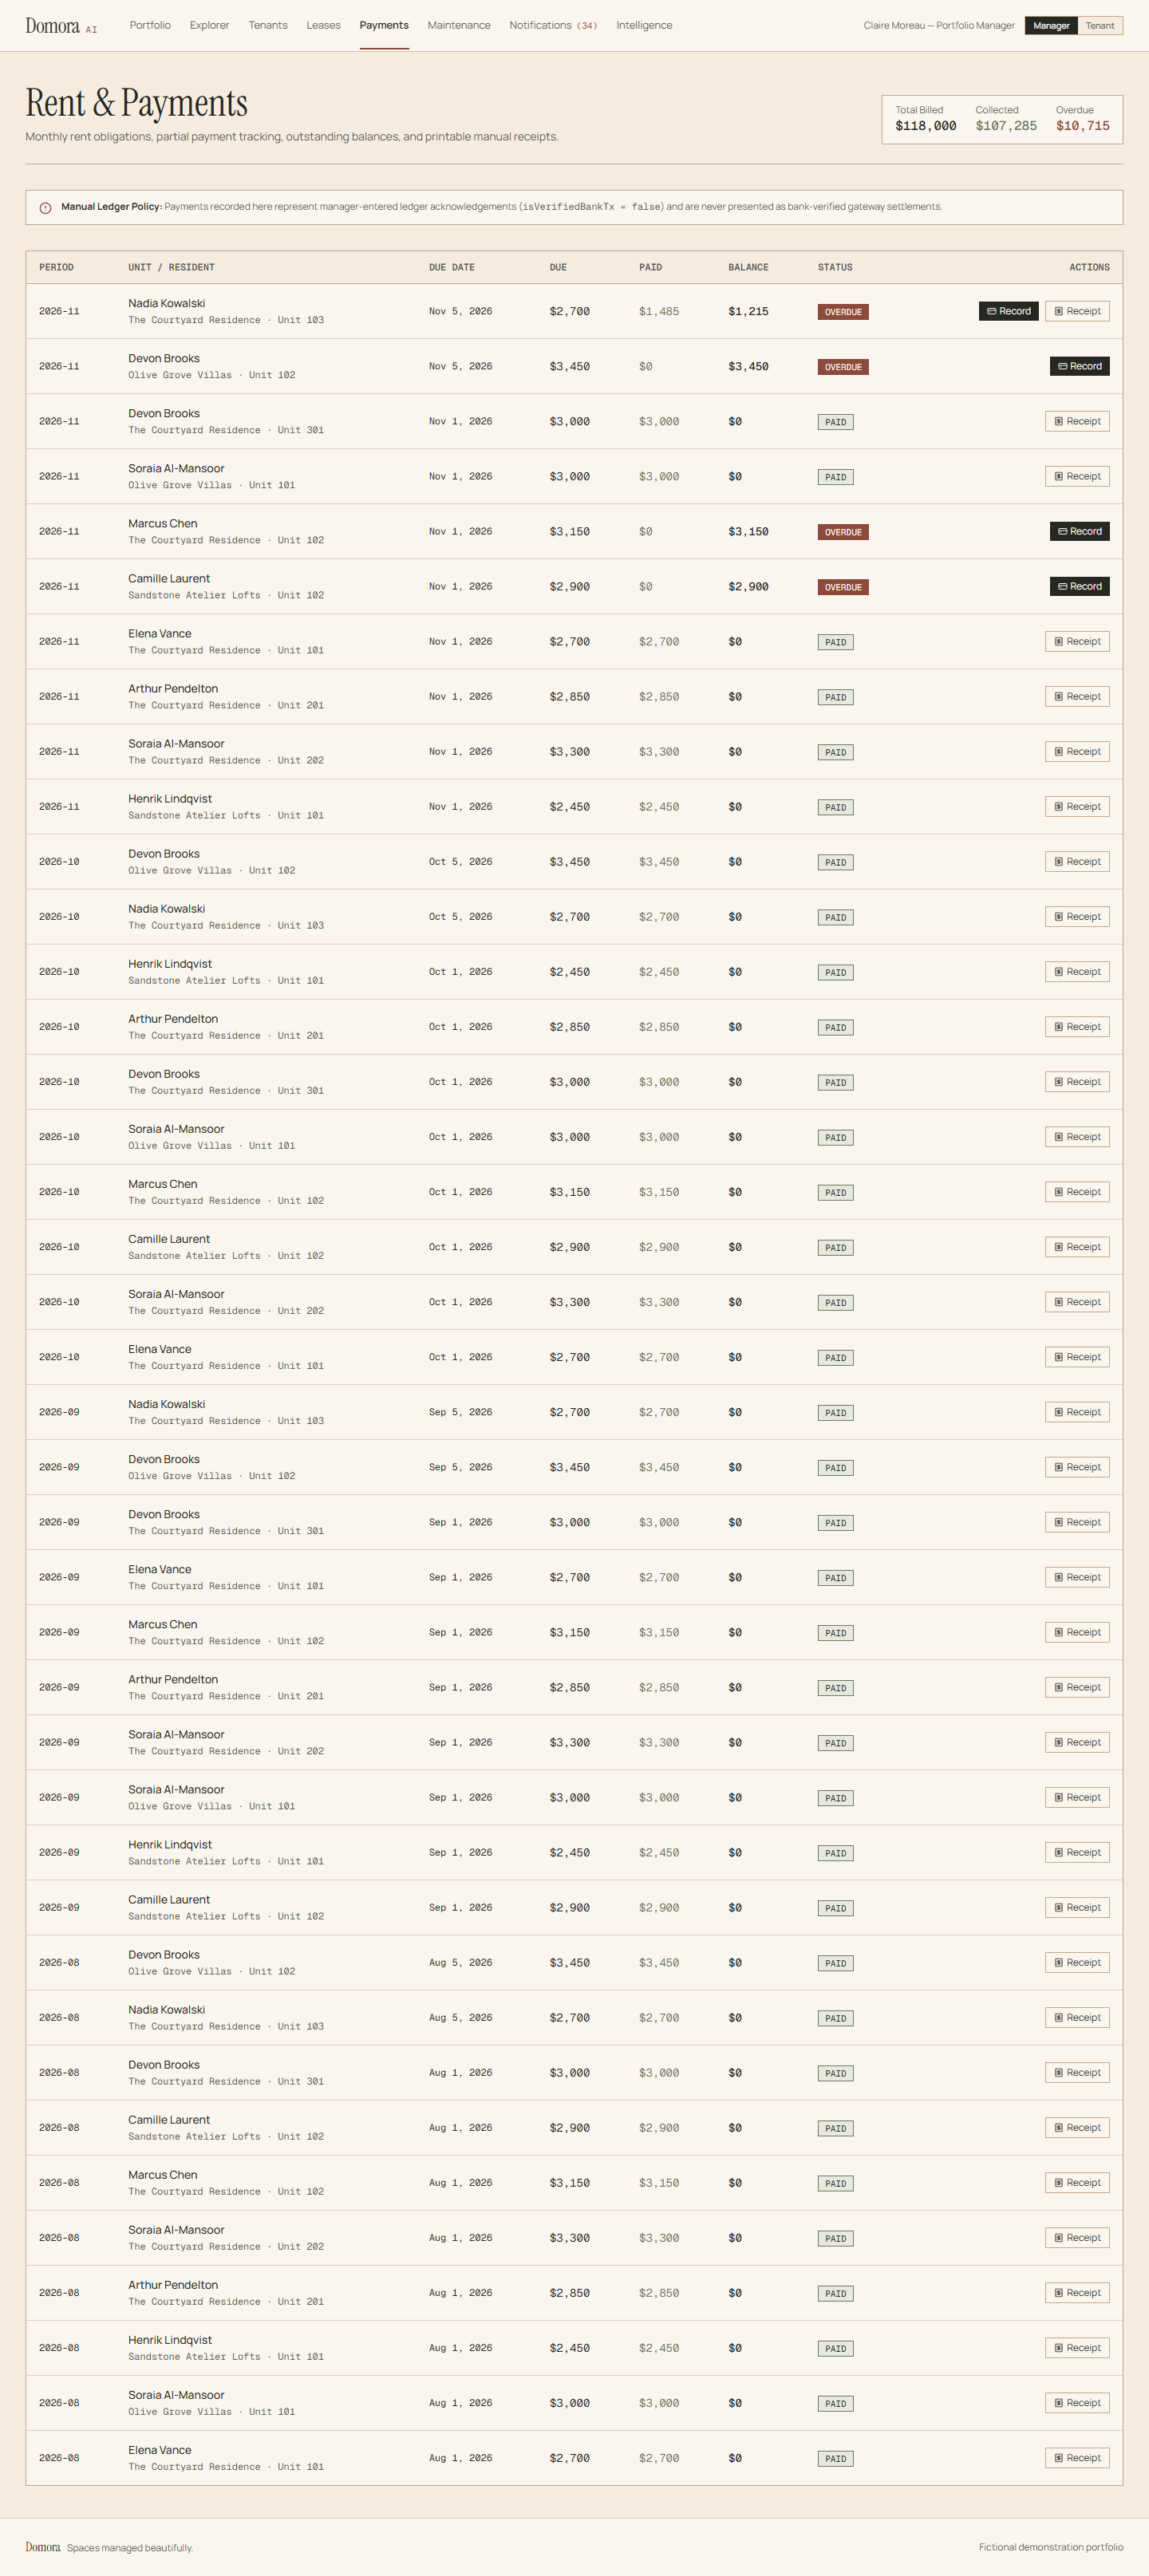 Domora AI Portfolio Explorer Tenants Leases Payments Maintenance Notifications (34) Intelligence Claire Moreau — Portfolio Manager Manager Tenant
Rent & Payments
Monthly rent obligations, partial payment tracking, outstanding balances, and printable manual receipts.
Total Billed Collected Overdue
$118,000 $107,285 $10,715
Manual Ledger Policy: Payments recorded here represent manager-entered ledger acknowledgements (isVerifiedBankTx = false) and are never presented as bank-verified gateway settlements.
PERIOD UNIT / RESIDENT DUE DATE DUE PAID BALANCE STATUS ACTIONS
2026-11 Nadia Kowalski Nov 5, 2026 $2,700 $1,485 $1,215 OVERDUE Record Receipt
The Courtyard Residence · Unit 103
2026-11 Devon Brooks Nov 5, 2026 $3,450 $0 $3,450 OVERDUE Record
Olive Grove Villas · Unit 102
2026-11 Devon Brooks Nov 1, 2026 $3,000 $3,000 $0 PAID Receipt
The Courtyard Residence · Unit 301
2026-11 Soraia Al-Mansoor Nov 1, 2026 $3,000 $3,000 $0 PAID Receipt
Olive Grove Villas · Unit 101
2026-11 Marcus Chen Nov 1, 2026 $3,150 $0 $3,150 OVERDUE Record
The Courtyard Residence · Unit 102
2026-11 Camille Laurent Nov 1, 2026 $2,900 $0 $2,900 OVERDUE Record
Sandstone Atelier Lofts · Unit 102
2026-11 Elena Vance Nov 1, 2026 $2,700 $2,700 $0 PAID Receipt
The Courtyard Residence · Unit 101
2026-11 Arthur Pendelton Nov 1, 2026 $2,850 $2,850 $0 PAID Receipt
The Courtyard Residence · Unit 201
2026-11 Soraia Al-Mansoor Nov 1, 2026 $3,300 $3,300 $0 PAID Receipt
The Courtyard Residence · Unit 202
2026-11 Henrik Lindqvist Nov 1, 2026 $2,450 $2,450 $0 PAID Receipt
Sandstone Atelier Lofts · Unit 101
2026-10 Devon Brooks Oct 5, 2026 $3,450 $3,450 $0 PAID Receipt
Olive Grove Villas · Unit 102
2026-10 Nadia Kowalski Oct 5, 2026 $2,700 $2,700 $0 PAID Receipt
The Courtyard Residence · Unit 103
2026-10 Henrik Lindqvist Oct 1, 2026 $2,450 $2,450 $0 PAID Receipt
Sandstone Atelier Lofts · Unit 101
2026-10 Arthur Pendelton Oct 1, 2026 $2,850 $2,850 $0 PAID Receipt
The Courtyard Residence · Unit 201
2026-10 Devon Brooks Oct 1, 2026 $3,000 $3,000 $0 PAID Receipt
The Courtyard Residence · Unit 301
2026-10 Soraia Al-Mansoor Oct 1, 2026 $3,000 $3,000 $0 PAID Receipt
Olive Grove Villas · Unit 101
2026-10 Marcus Chen Oct 1, 2026 $3,150 $3,150 $0 PAID Receipt
The Courtyard Residence · Unit 102
2026-10 Camille Laurent Oct 1, 2026 $2,900 $2,900 $0 PAID Receipt
Sandstone Atelier Lofts · Unit 102
2026-10 Soraia Al-Mansoor Oct 1, 2026 $3,300 $3,300 $0 PAID Receipt
The Courtyard Residence · Unit 202
2026-10 Elena Vance Oct 1, 2026 $2,700 $2,700 $0 PAID Receipt
The Courtyard Residence · Unit 101
2026-09 Nadia Kowalski Sep 5, 2026 $2,700 $2,700 $0 PAID Receipt
The Courtyard Residence · Unit 103
2026-09 Devon Brooks Sep 5, 2026 $3,450 $3,450 $0 PAID Receipt
Olive Grove Villas · Unit 102
2026-09 Devon Brooks Sep 1, 2026 $3,000 $3,000 $0 PAID Receipt
The Courtyard Residence · Unit 301
2026-09 Elena Vance Sep 1, 2026 $2,700 $2,700 $0 PAID Receipt
The Courtyard Residence · Unit 101
2026-09 Marcus Chen Sep 1, 2026 $3,150 $3,150 $0 PAID Receipt
The Courtyard Residence · Unit 102
2026-09 Arthur Pendelton Sep 1, 2026 $2,850 $2,850 $0 PAID Receipt
The Courtyard Residence · Unit 201
2026-09 Soraia Al-Mansoor Sep 1, 2026 $3,300 $3,300 $0 PAID Receipt
The Courtyard Residence · Unit 202
2026-09 Soraia Al-Mansoor Sep 1, 2026 $3,000 $3,000 $0 PAID Receipt
Olive Grove Villas · Unit 101
2026-09 Henrik Lindqvist Sep 1, 2026 $2,450 $2,450 $0 PAID Receipt
Sandstone Atelier Lofts · Unit 101
2026-09 Camille Laurent Sep 1, 2026 $2,900 $2,900 $0 PAID Receipt
Sandstone Atelier Lofts · Unit 102
2026-08 Devon Brooks Aug 5, 2026 $3,450 $3,450 $0 PAID Receipt
Olive Grove Villas · Unit 102
2026-08 Nadia Kowalski Aug 5, 2026 $2,700 $2,700 $0 PAID Receipt
The Courtyard Residence · Unit 103
2026-08 Devon Brooks Aug 1, 2026 $3,000 $3,000 $0 PAID Receipt
The Courtyard Residence · Unit 301
2026-08 Camille Laurent Aug 1, 2026 $2,900 $2,900 $0 PAID Receipt
Sandstone Atelier Lofts · Unit 102
2026-08 Marcus Chen Aug 1, 2026 $3,150 $3,150 $0 PAID Receipt
The Courtyard Residence · Unit 102
2026-08 Soraia Al-Mansoor Aug 1, 2026 $3,300 $3,300 $0 PAID Receipt
The Courtyard Residence · Unit 202
2026-08 Arthur Pendelton Aug 1, 2026 $2,850 $2,850 $0 PAID Receipt
The Courtyard Residence · Unit 201
2026-08 Henrik Lindqvist Aug 1, 2026 $2,450 $2,450 $0 PAID Receipt
Sandstone Atelier Lofts · Unit 101
2026-08 Soraia Al-Mansoor Aug 1, 2026 $3,000 $3,000 $0 PAID Receipt
Olive Grove Villas · Unit 101
2026-08 Elena Vance Aug 1, 2026 $2,700 $2,700 $0 PAID Receipt
The Courtyard Residence · Unit 101
Domora Spaces managed beautifully. Fictional demonstration portfolio